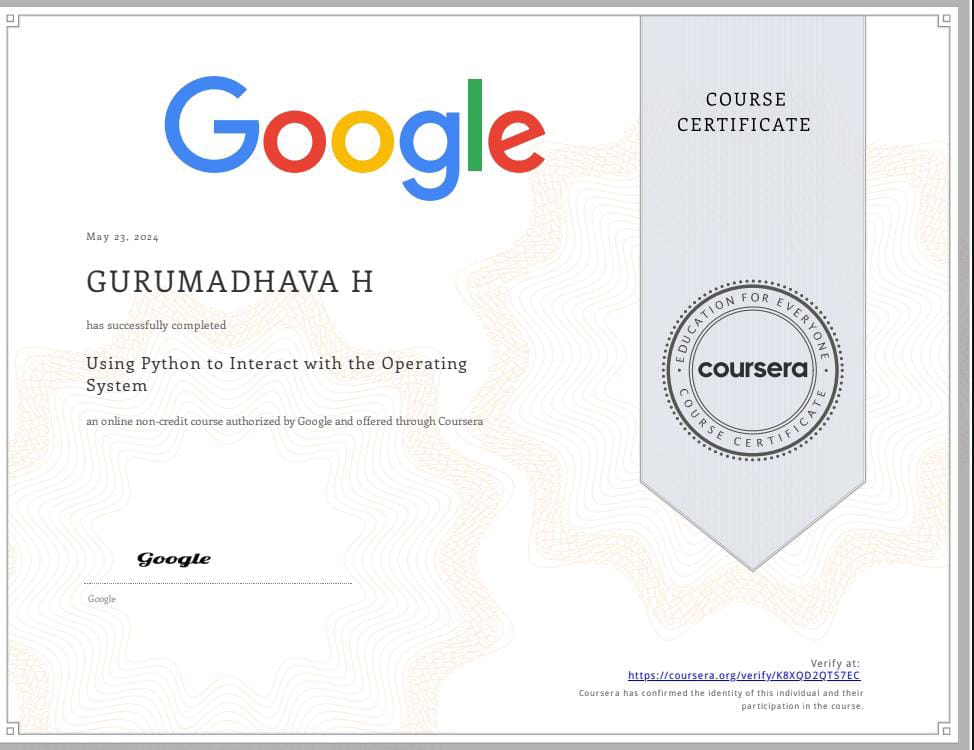 Google
COURSE
CERTIFICATE
May 23, 2024
GURUMADHAVA H
has successfully completed
Using Python to Interact with the Operating
System
an online non-credit course authorized by Google and offered through Coursera
EDUCATION FOR EVERYONE
coursera
COURSE CERTIFICATE
Google
Google
Verify at:
https://coursera.org/verify/K8XQD2QTS7EC
Coursera has confirmed the identity of this individual and their
participation in the course.